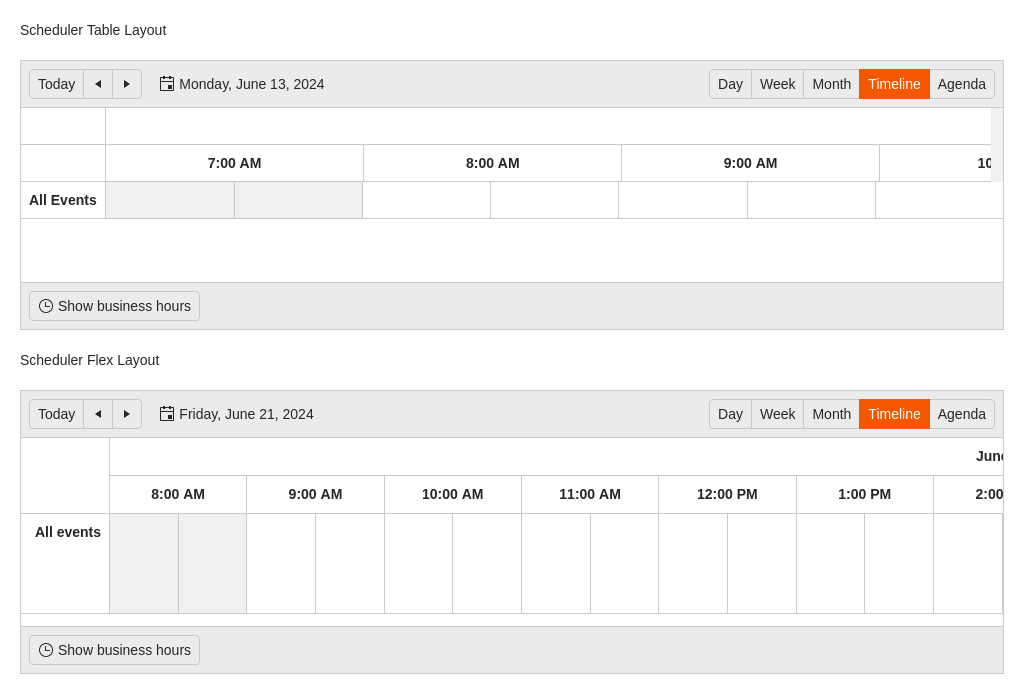 Scheduler Table Layout
Today Monday, June 13, 2024 Day Week Month Timeline Agenda
7:00 AM 8:00 AM 9:00 AM 10
All Events
Show business hours
Scheduler Flex Layout
Today Friday, June 21, 2024 Day Week Month Timeline Agenda
June
8:00 AM 9:00 AM 10:00 AM 11:00 AM 12:00 PM 1:00 PM 2:00
All events
Show business hours